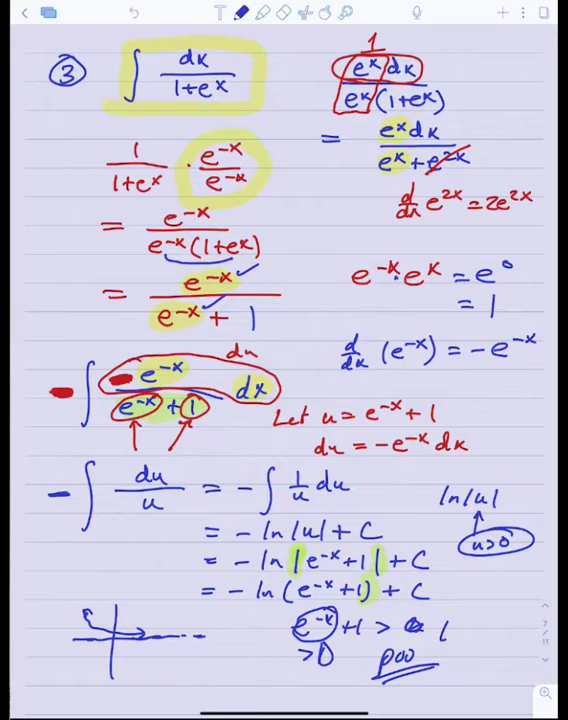 ③ ∫ dx / (1+e^x)
1
e^x dx / e^x(1+e^x)
= e^x dx / (e^x + e^2x)
d/dx e^2x = 2e^2x
1/(1+e^x) · e^-x/e^-x
= e^-x / e^-x(1+e^x)
= e^-x / (e^-x + 1)
e^-x · e^x = e^0
= 1
d/dx (e^-x) = -e^-x
du
- ∫ -e^-x / (e^-x + 1) dx
Let u = e^-x + 1
du = -e^-x dx
- ∫ du/u = - ∫ 1/u du
= - ln|u| + C
= - ln|e^-x + 1| + C
= - ln(e^-x + 1) + C
ln|u|
u>0
e^-x + 1 > 1
>0